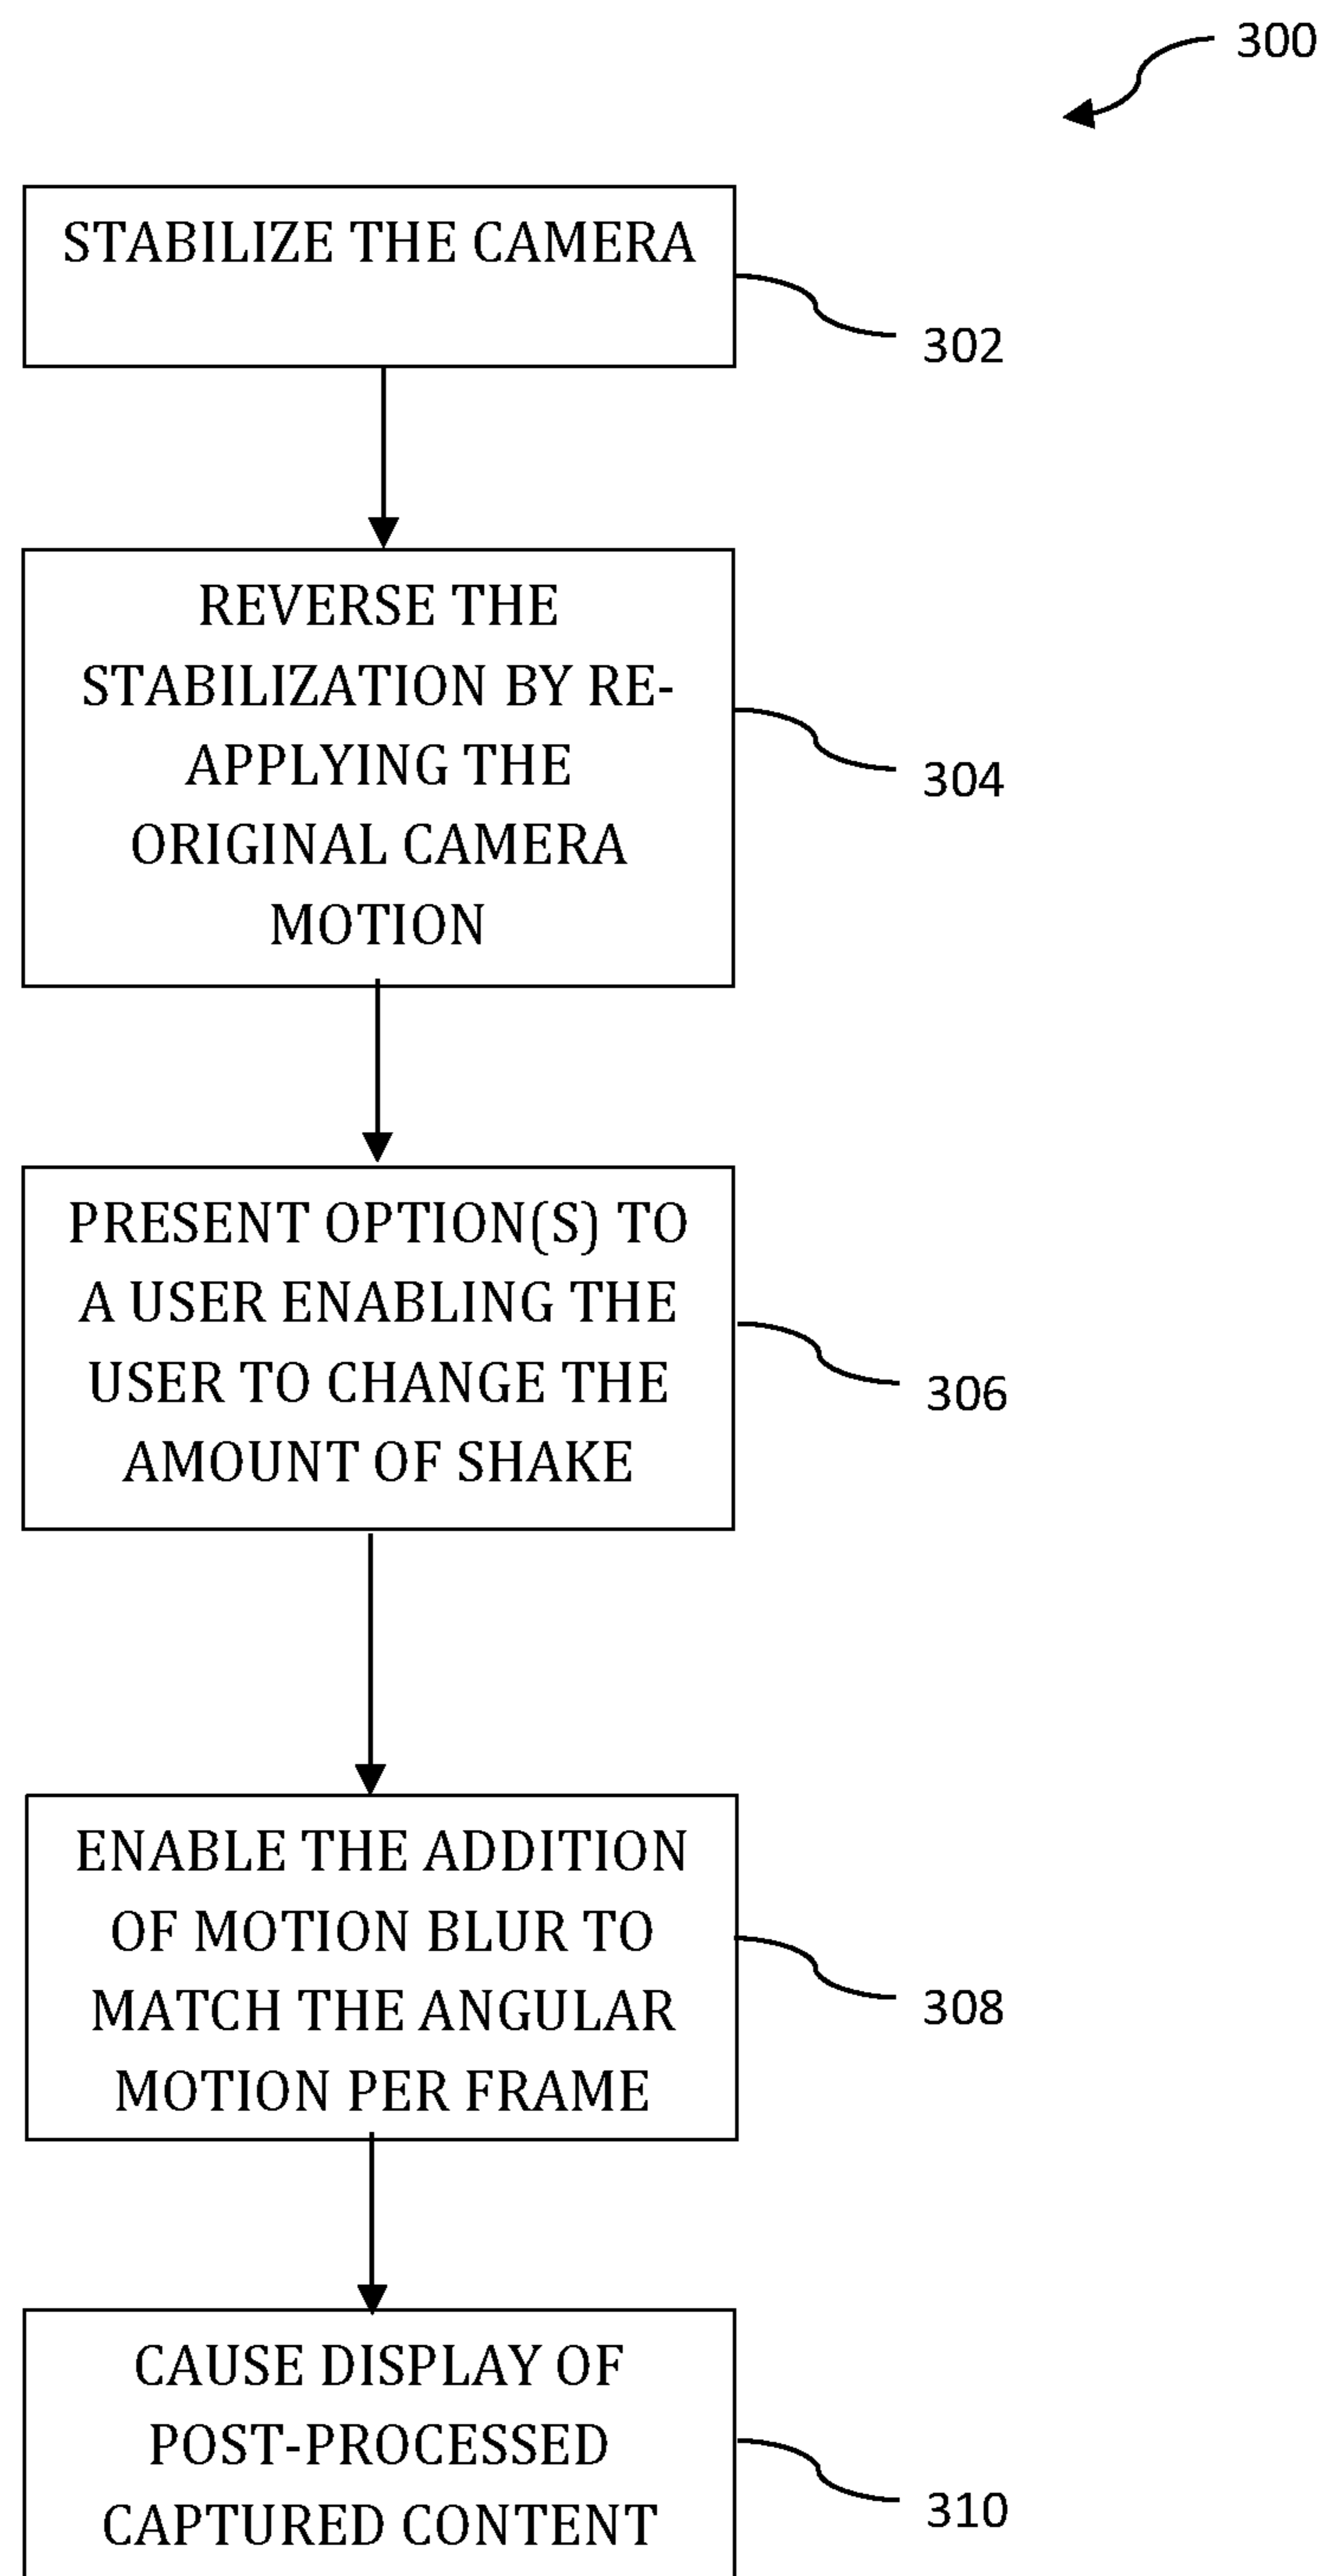 300
STABILIZE THE CAMERA
302
REVERSE THE
STABILIZATION BY RE-
APPLYING THE
ORIGINAL CAMERA
MOTION
304
PRESENT OPTION(S) TO
A USER ENABLING THE
USER TO CHANGE THE
AMOUNT OF SHAKE
306
ENABLE THE ADDITION
OF MOTION BLUR TO
MATCH THE ANGULAR
MOTION PER FRAME
308
CAUSE DISPLAY OF
POST-PROCESSED
CAPTURED CONTENT
310